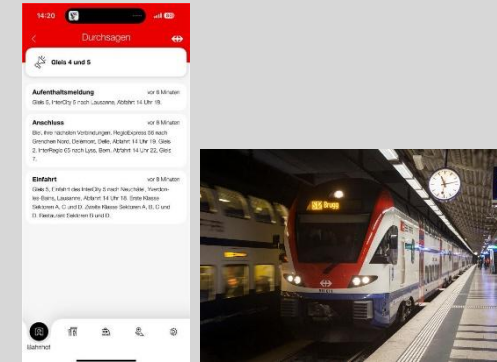 14:20
Durchsagen
Gleis 4 und 5
Aufenthaltsmeldung
vor 6 Minuten
Gleis 5, InterCity 5 nach Lausanne, Abfahrt 14 Uhr 18.
Anschluss
vor 8 Minuten
Biel, Ihre nächsten Verbindungen. RegioExpress 56 nach
Grenchen Nord, Delémont, Delle, Abfahrt 14 Uhr 19, Gleis
2. InterRegio 65 nach Lyss, Bern, Abfahrt 14 Uhr 22, Gleis
7.
Einfahrt
vor 8 Minuten
Gleis 5, Einfahrt des InterCity 5 nach Neuchâtel, Yverdon-
les-Bains, Lausanne, Abfahrt 14 Uhr 18. Erste Klasse
Sektoren A, C und D. Zweite Klasse Sektoren A, B, C und
D. Restaurant Sektoren B und D.
Bahnhof
Brugg